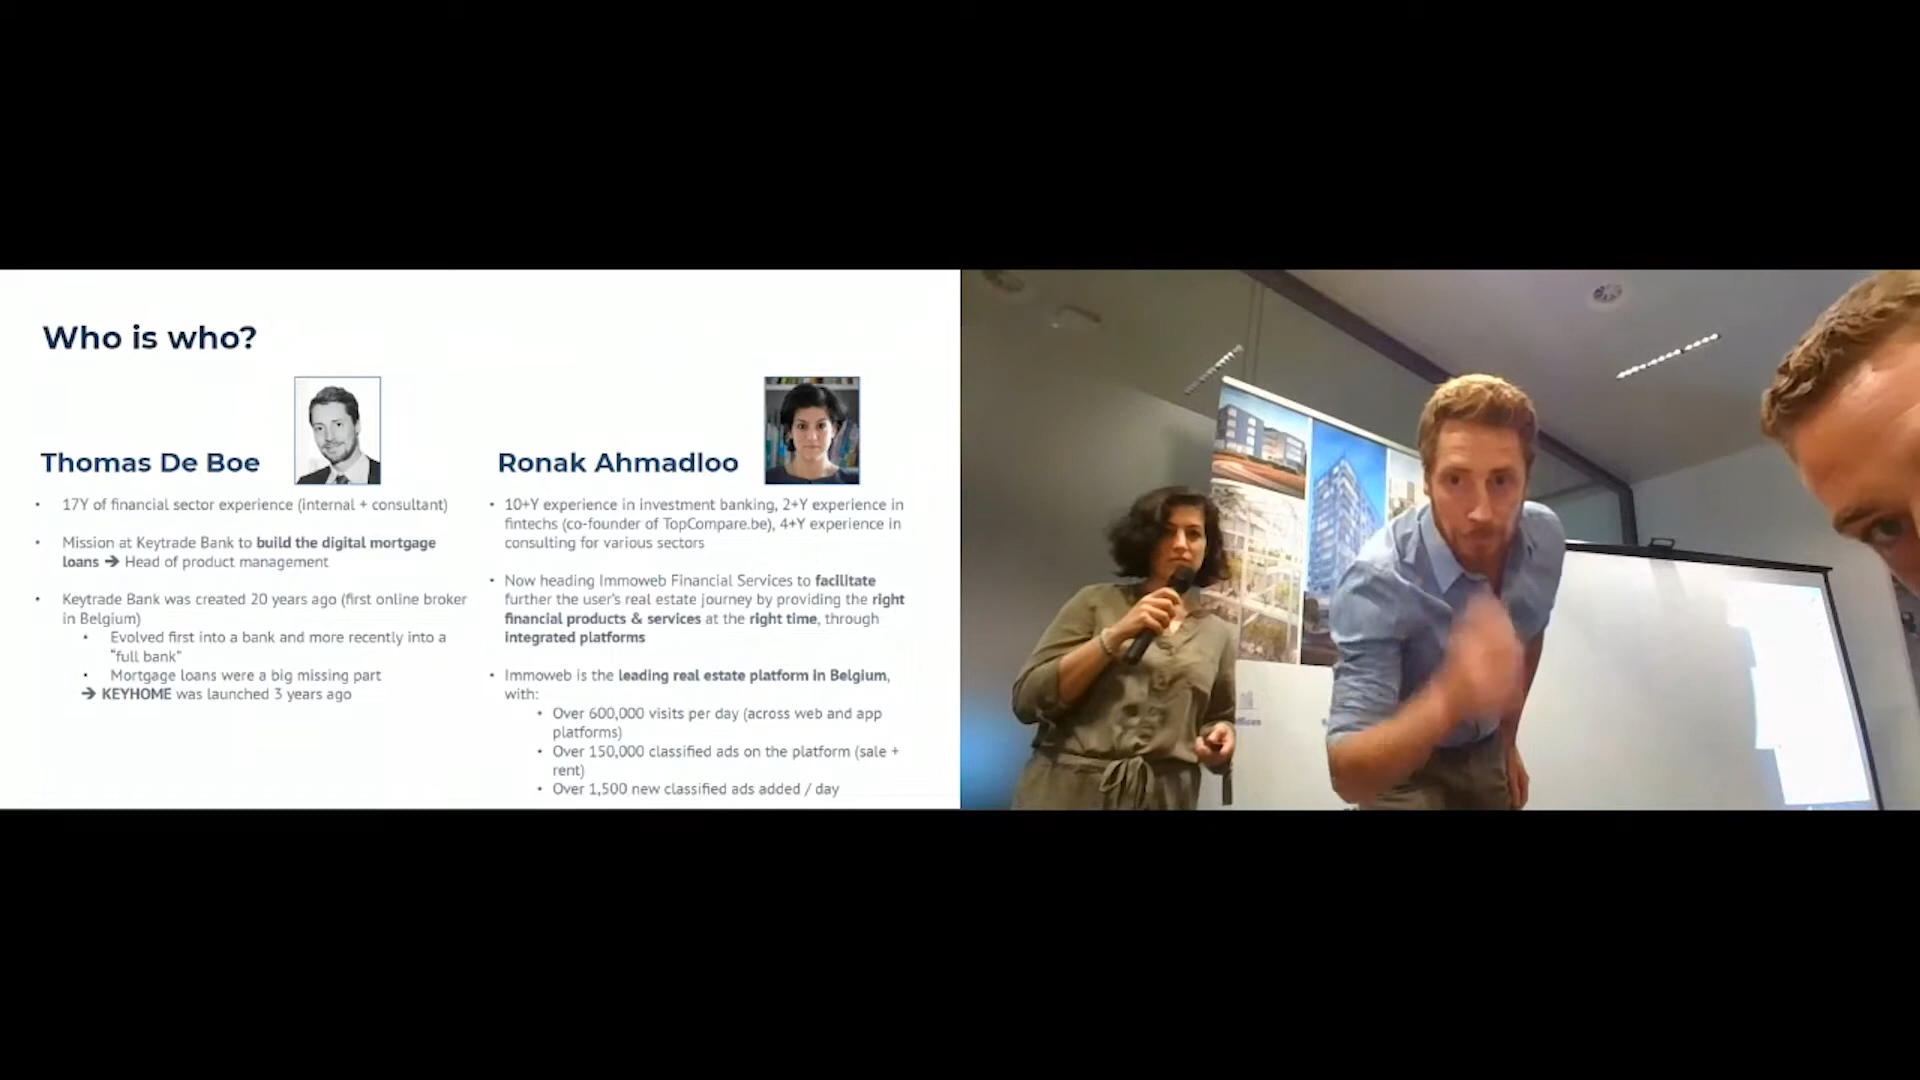 Who is who?
Thomas De Boe
• 17Y of financial sector experience (internal + consultant)
• Mission at Keytrade Bank to build the digital mortgage
loans ➔ Head of product management
• Keytrade Bank was created 20 years ago (first online broker
in Belgium)
• Evolved first into a bank and more recently into a
“full bank”
• Mortgage loans were a big missing part
➔ KEYHOME was launched 3 years ago
Ronak Ahmadloo
• 10+Y experience in investment banking, 2+Y experience in
fintechs (co-founder of TopCompare.be), 4+Y experience in
consulting for various sectors
• Now heading Immoweb Financial Services to facilitate
further the user's real estate journey by providing the right
financial products & services at the right time, through
integrated platforms
• Immoweb is the leading real estate platform in Belgium,
with:
• Over 600,000 visits per day (across web and app
platforms)
• Over 150,000 classified ads on the platform (sale +
rent)
• Over 1,500 new classified ads added / day